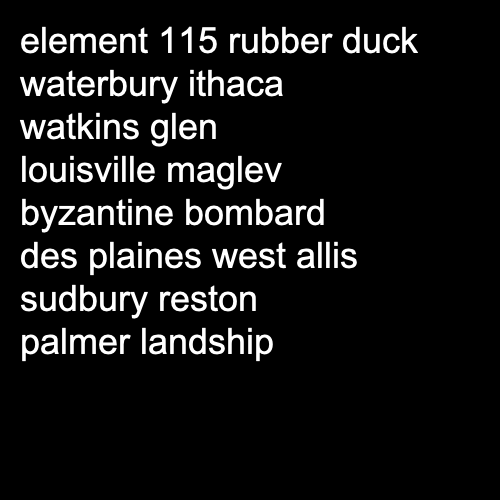 element 115 rubber duck
waterbury ithaca
watkins glen
louisville maglev
byzantine bombard
des plaines west allis
sudbury reston
palmer landship